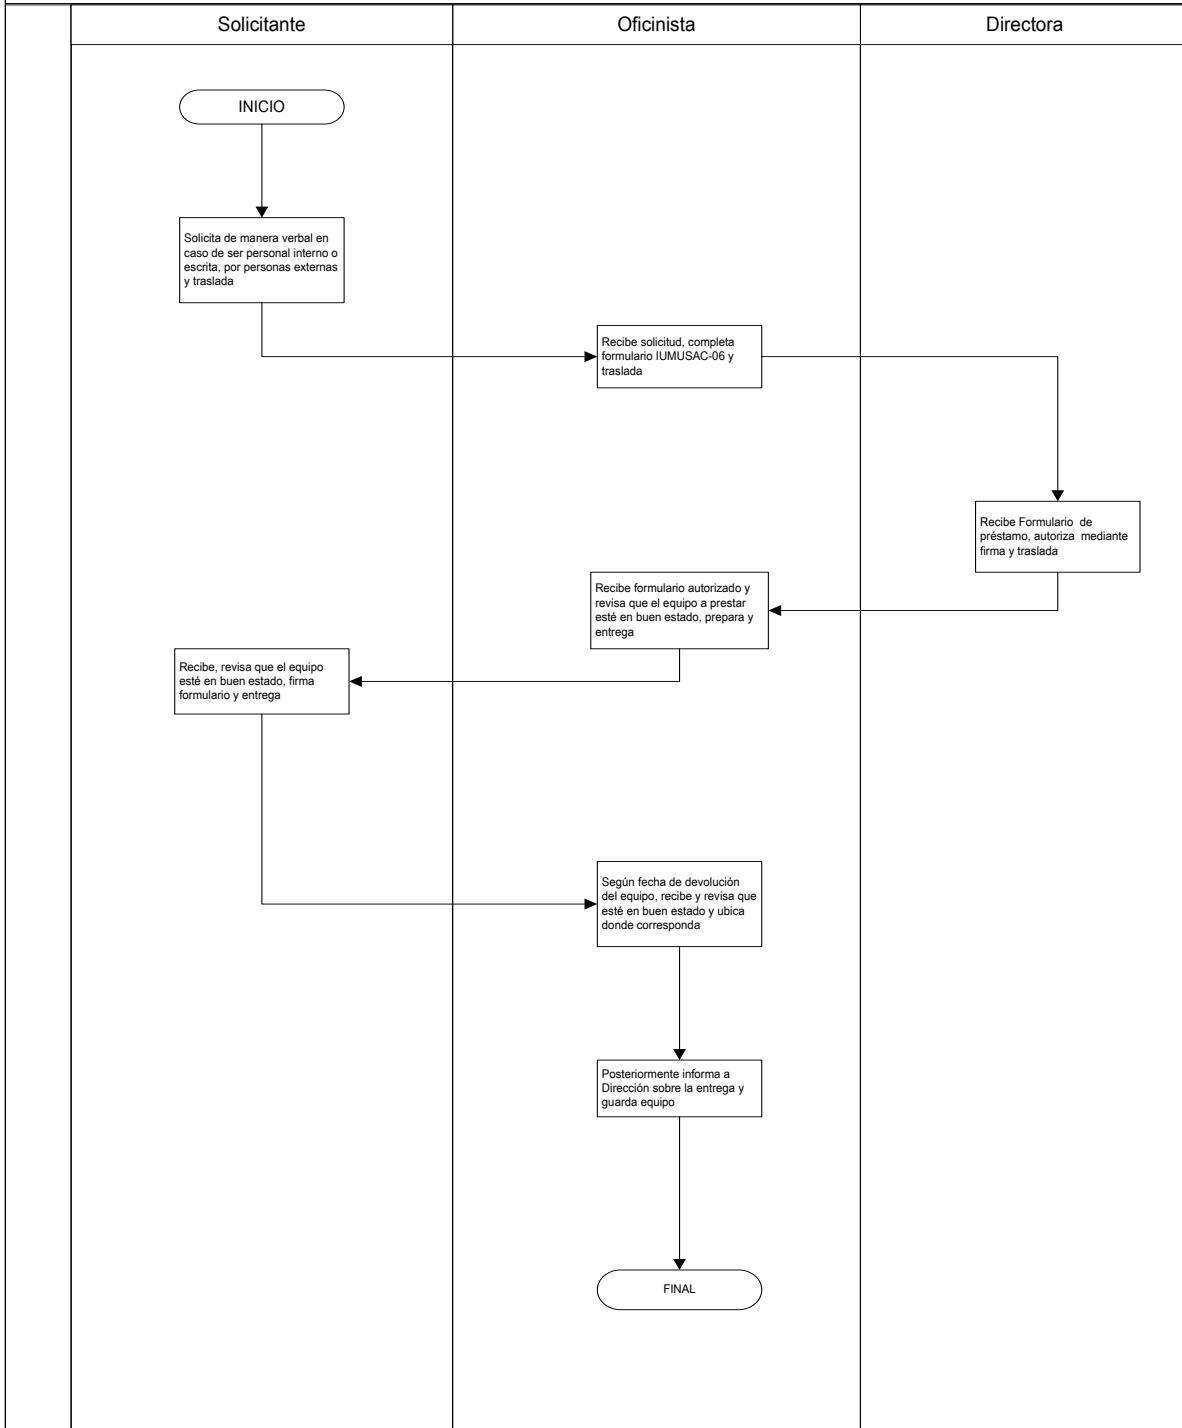 Solicitante
Oficinista
Directora
INICIO
Solicita de manera verbal en
caso de ser personal interno o
escrita, por personas externas
y traslada
Recibe solicitud, completa
formulario IUMUSAC-06 y
traslada
Recibe Formulario de
préstamo, autoriza mediante
firma y traslada
Recibe formulario autorizado y
revisa que el equipo a prestar
esté en buen estado, prepara y
entrega
Recibe, revisa que el equipo
esté en buen estado, firma
formulario y entrega
Según fecha de devolución
del equipo, recibe y revisa que
esté en buen estado y ubica
donde corresponda
Posteriormente informa a
Dirección sobre la entrega y
guarda equipo
FINAL